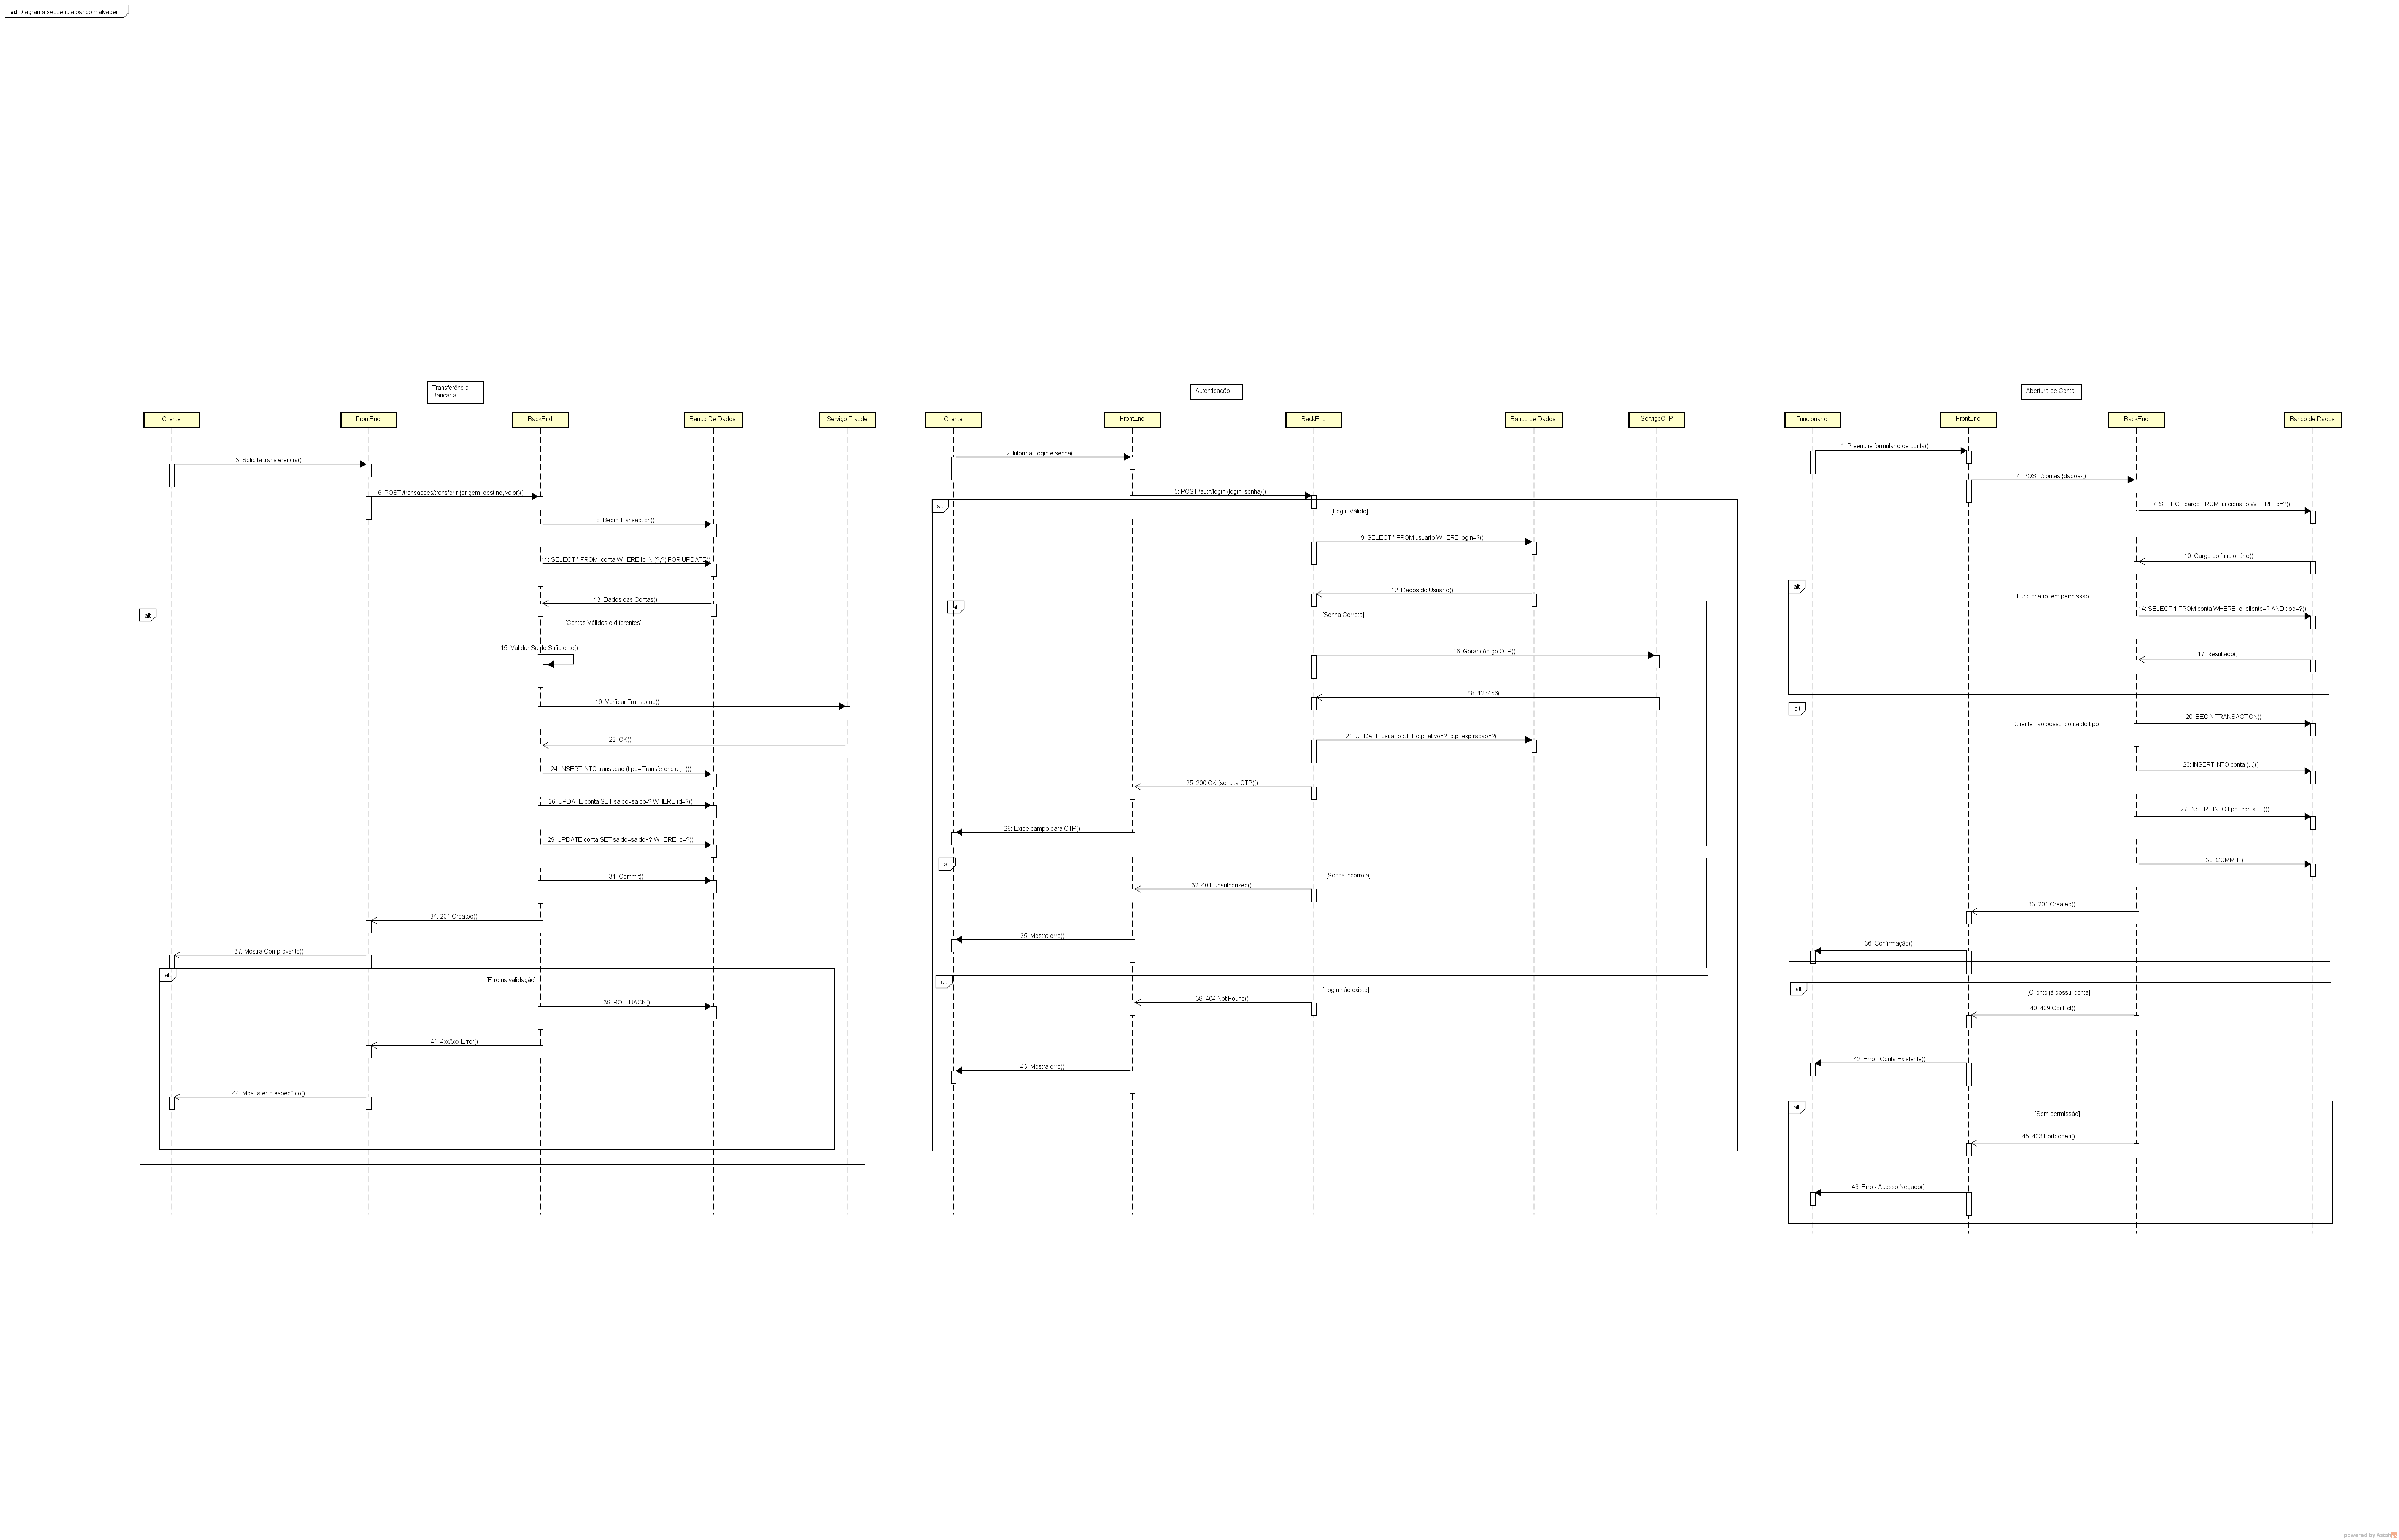 sd Diagrama sequência banco malvader
Transferência
Bancária
Cliente
FrontEnd
BackEnd
Banco De Dados
Serviço Fraude
3: Solicita transferência()
6: POST /transacoes/transferir {origem, destino, valor}()
8: Begin Transaction()
11: SELECT * FROM  conta WHERE id IN (?,?) FOR UPDATE()
13: Dados das Contas()
alt
[Contas Válidas e diferentes]
15: Validar Saldo Suficiente()
19: Verficar Transacao()
22: OK()
24: INSERT INTO transacao (tipo='Transferencia',...)()
26: UPDATE conta SET saldo=saldo-? WHERE id=?()
29: UPDATE conta SET saldo=saldo+? WHERE id=?()
31: Commit()
34: 201 Created()
37: Mostra Comprovante()
alt
[Erro na validação]
39: ROLLBACK()
41: 4xx/5xx Error()
44: Mostra erro específico()
Autenticação
Cliente
FrontEnd
BackEnd
Banco de Dados
ServiçoOTP
2: Informa Login e senha()
5: POST /auth/login {login, senha}()
alt
[Login Válido]
9: SELECT * FROM usuario WHERE login=?()
12: Dados do Usuário()
alt
[Senha Correta]
16: Gerar código OTP()
18: 123456()
21: UPDATE usuario SET otp_ativo=?, otp_expiracao=?()
25: 200 OK (solicita OTP)()
28: Exibe campo para OTP()
alt
[Senha Incorreta]
32: 401 Unauthorized()
35: Mostra erro()
alt
[Login não existe]
38: 404 Not Found()
43: Mostra erro()
Abertura de Conta
Funcionário
FrontEnd
BackEnd
Banco de Dados
1: Preenche formulário de conta()
4: POST /contas {dados}()
7: SELECT cargo FROM funcionario WHERE id=?()
10: Cargo do funcionário()
alt
[Funcionário tem permissão]
14: SELECT 1 FROM conta WHERE id_cliente=? AND tipo=?()
17: Resultado()
alt
[Cliente não possui conta do tipo]
20: BEGIN TRANSACTION()
23: INSERT INTO conta (...)()
27: INSERT INTO tipo_conta (...)()
30: COMMIT()
33: 201 Created()
36: Confirmação()
alt
[Cliente já possui conta]
40: 409 Conflict()
42: Erro - Conta Existente()
alt
[Sem permissão]
45: 403 Forbidden()
46: Erro - Acesso Negado()
powered by Astah